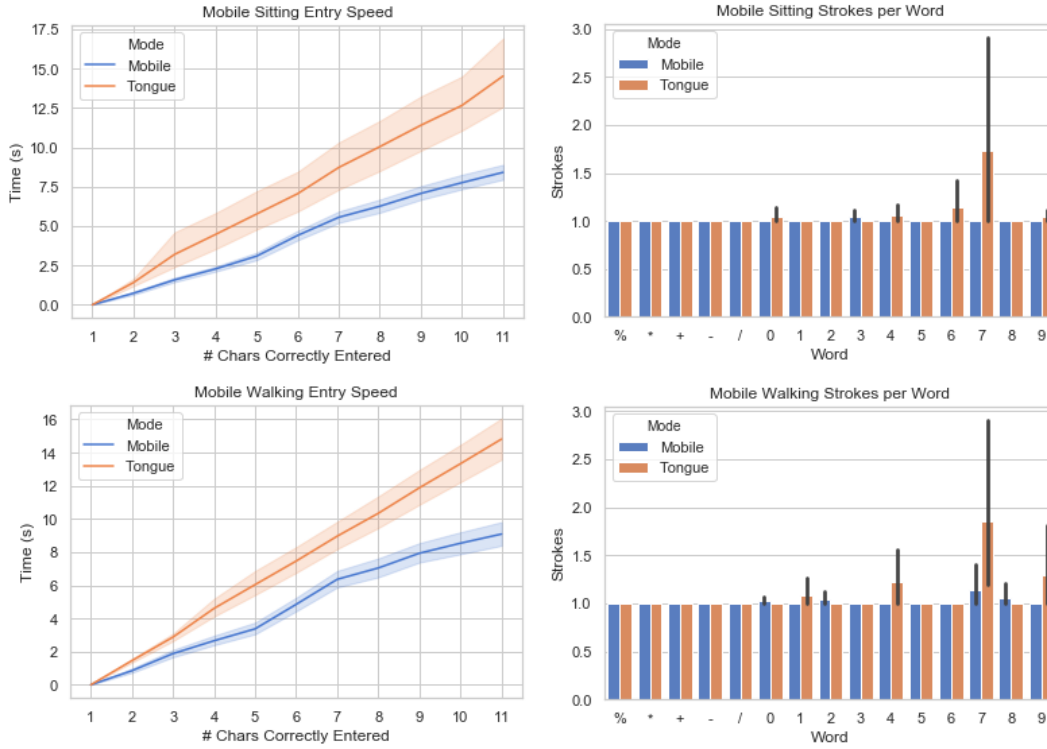 Mobile Sitting Entry Speed
17.5
15.0
12.5
10.0
7.5
5.0
2.5
0.0
Time (s)
Mode
Mobile
Tongue
1 2 3 4 5 6 7 8 9 10 11
# Chars Correctly Entered
Mobile Sitting Strokes per Word
3.0
2.5
2.0
1.5
1.0
0.5
0.0
Strokes
Mode
Mobile
Tongue
% * + - / 0 1 2 3 4 5 6 7 8 9
Word
Mobile Walking Entry Speed
16
14
12
10
8
6
4
2
0
Time (s)
Mode
Mobile
Tongue
1 2 3 4 5 6 7 8 9 10 11
# Chars Correctly Entered
Mobile Walking Strokes per Word
3.0
2.5
2.0
1.5
1.0
0.5
0.0
Strokes
Mode
Mobile
Tongue
% * + - / 0 1 2 3 4 5 6 7 8 9
Word